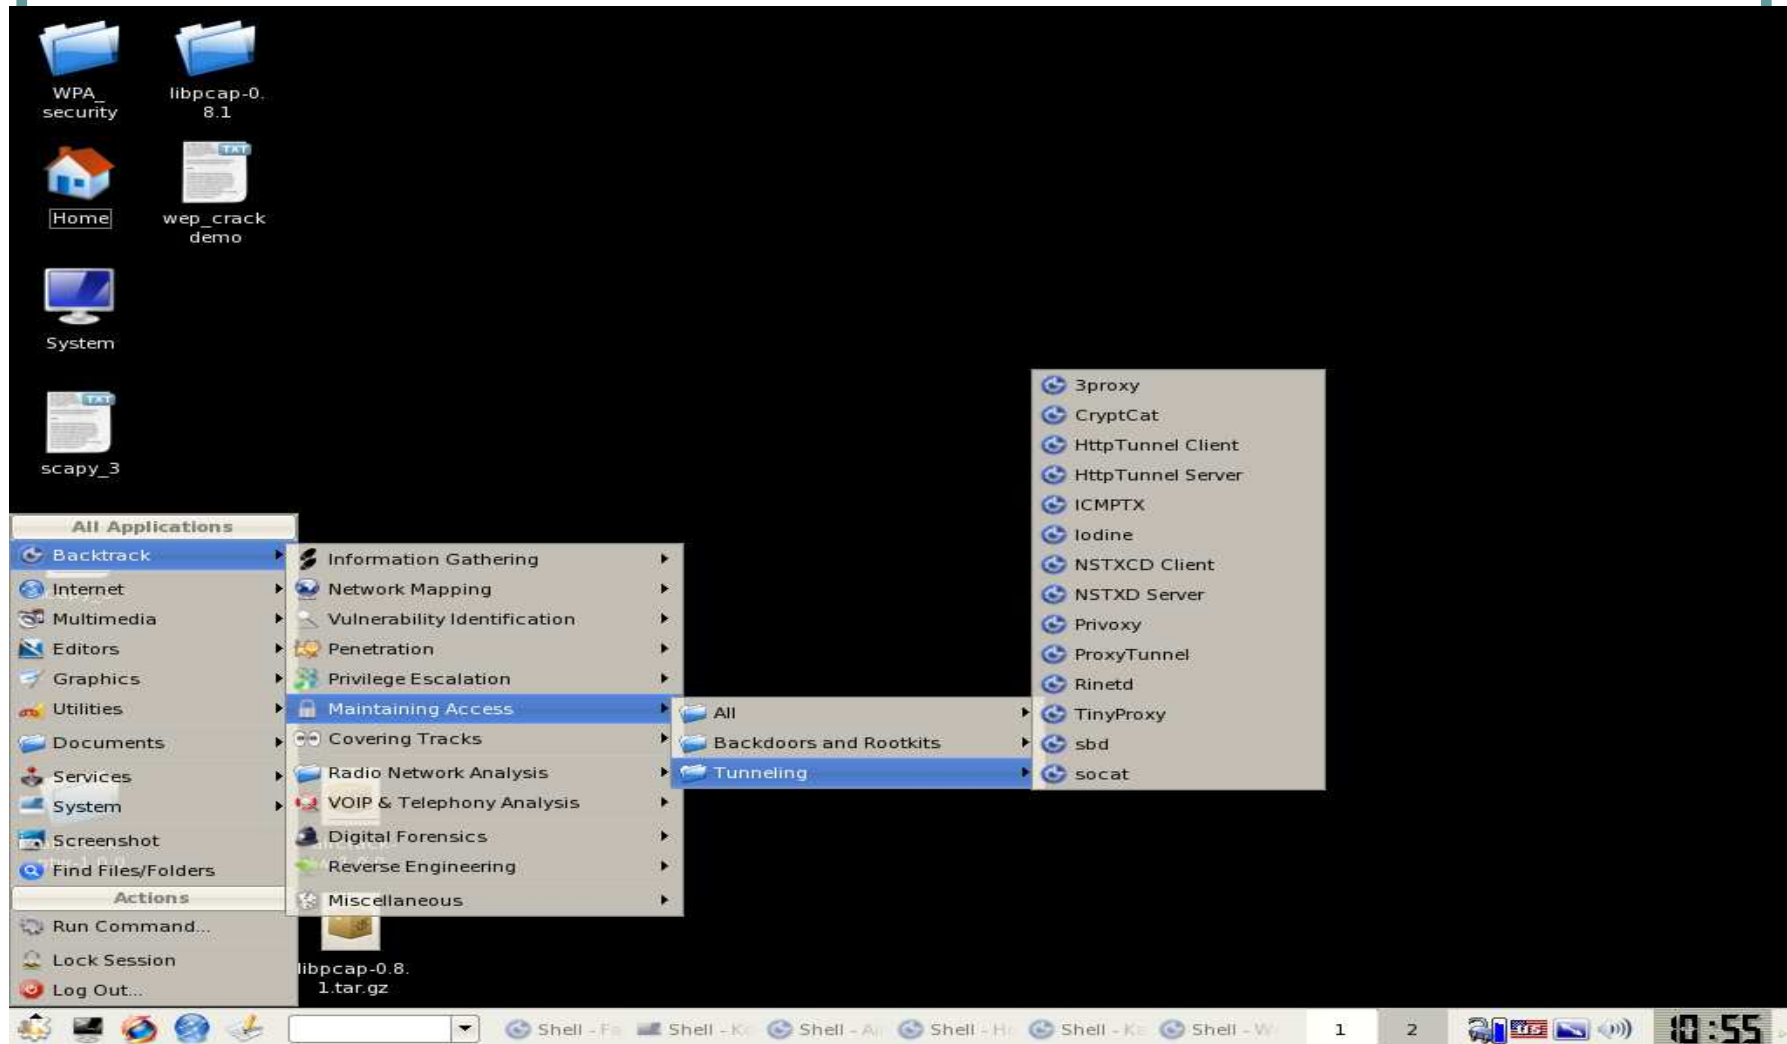 WPA_
security
libpcap-0.
8.1
TXT
Home
wep_crack
demo
System
TXT
scapy_3
All Applications
Backtrack
Internet
Multimedia
Editors
Graphics
Utilities
Documents
Services
System
Screenshot
Find Files/Folders
Actions
Run Command...
Lock Session
Log Out...
Information Gathering
Network Mapping
Vulnerability Identification
Penetration
Privilege Escalation
Maintaining Access
Covering Tracks
Radio Network Analysis
VOIP & Telephony Analysis
Digital Forensics
Reverse Engineering
Miscellaneous
All
Backdoors and Rootkits
Tunneling
3proxy
CryptCat
HttpTunnel Client
HttpTunnel Server
ICMPTX
Iodine
NSTXCD Client
NSTXD Server
Privoxy
ProxyTunnel
Rinetd
TinyProxy
sbd
socat
libpcap-0.8.
1.tar.gz
Shell - Shell - Shell - Shell - Shell - Shell - 1 2 US 10:55